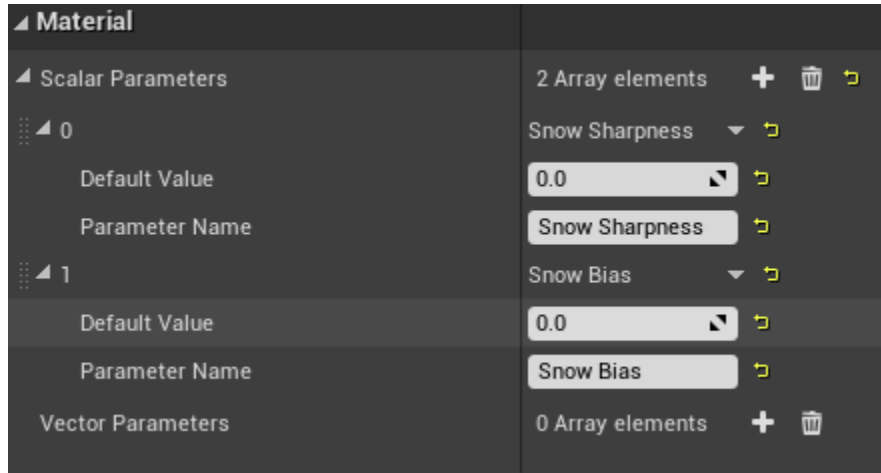 Material
Scalar Parameters 2 Array elements
0 Snow Sharpness
Default Value 0.0
Parameter Name Snow Sharpness
1 Snow Bias
Default Value 0.0
Parameter Name Snow Bias
Vector Parameters 0 Array elements